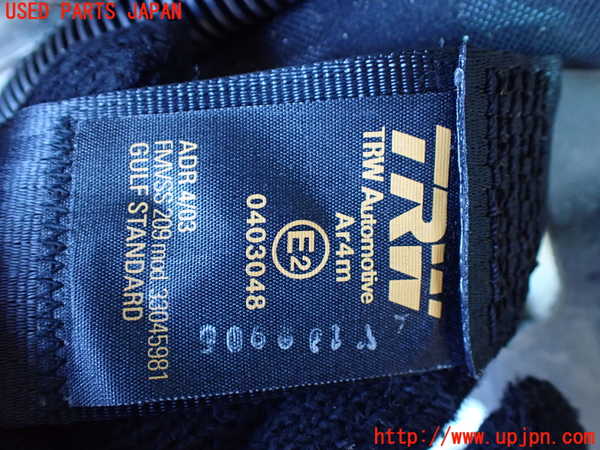 USED PARTS JAPAN
TRW
TRW Automotive
Ar4m
E2
0403048
ADR 4/03
FMVSS 209 mod. 33045981
GULF STANDARD
http://www.upjpn.com/